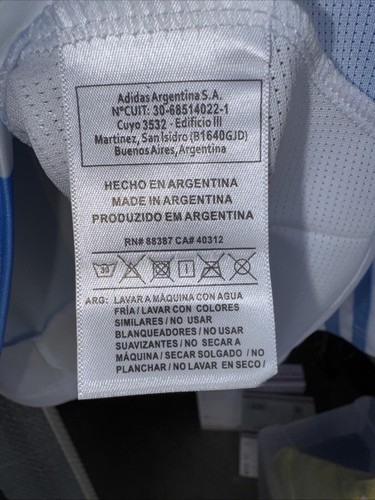 Adidas Argentina S.A.
N°CUIT: 30-68514022-1
Cuyo 3532 - Edificio III
Martínez, San Isidro (B1640GJD)
Buenos Aires, Argentina
HECHO EN ARGENTINA
MADE IN ARGENTINA
PRODUZIDO EM ARGENTINA
RN# 88387 CA# 40312
30
ARG: LAVAR A MÁQUINA CON AGUA
FRÍA / LAVAR CON COLORES
SIMILARES / NO USAR
BLANQUEADORES / NO USAR
SUAVIZANTES / NO SECAR A
MÁQUINA / SECAR SOLGADO / NO
PLANCHAR / NO LAVAR EN SECO /